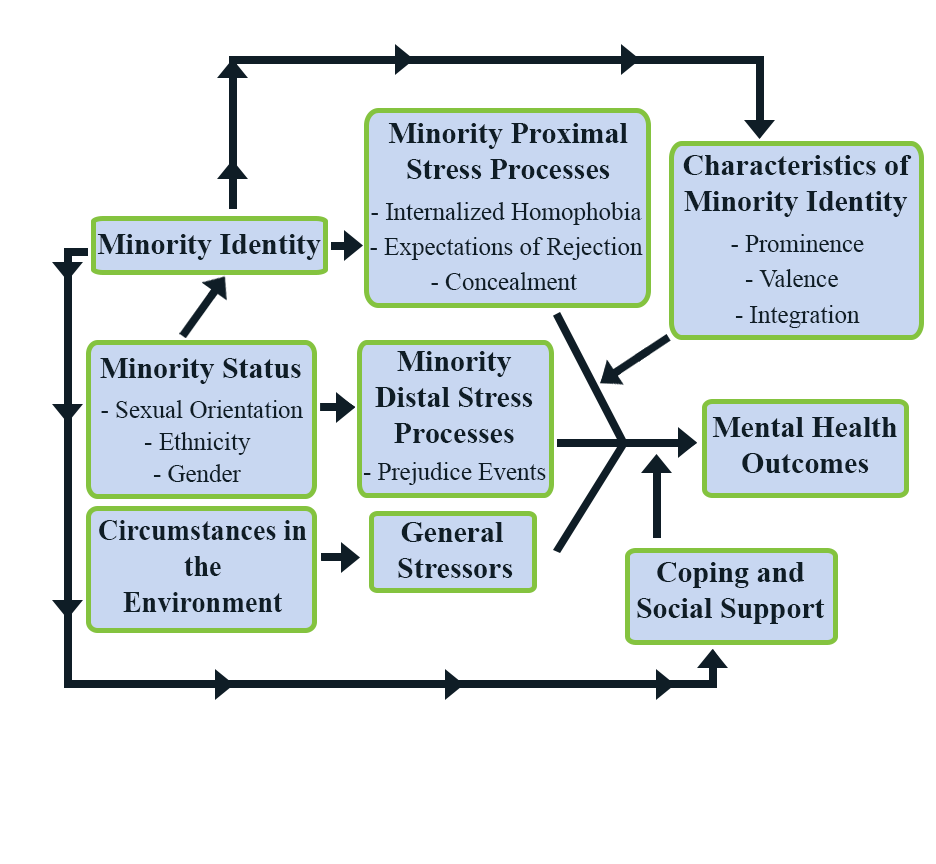 Minority Proximal
Stress Processes
- Internalized Homophobia
- Expectations of Rejection
- Concealment
Characteristics of
Minority Identity
- Prominence
- Valence
- Integration
Minority Identity
Minority Status
- Sexual Orientation
- Ethnicity
- Gender
Minority
Distal Stress
Processes
- Prejudice Events
Mental Health
Outcomes
Circumstances in
the
Environment
General
Stressors
Coping and
Social Support